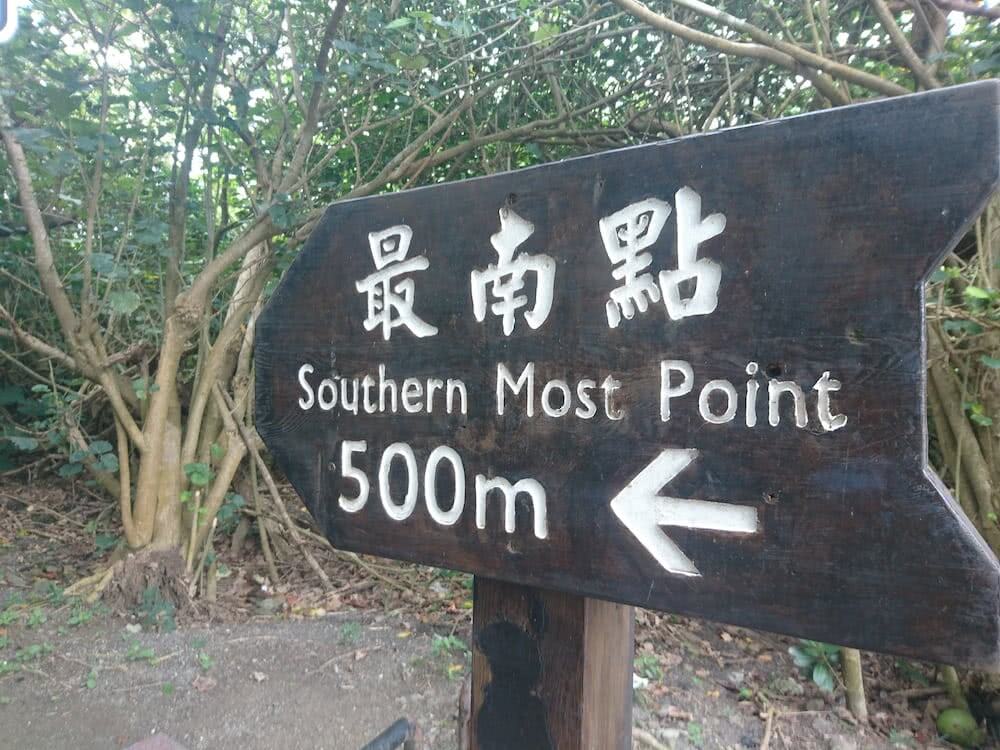 最南點
Southern Most Point
500m ←